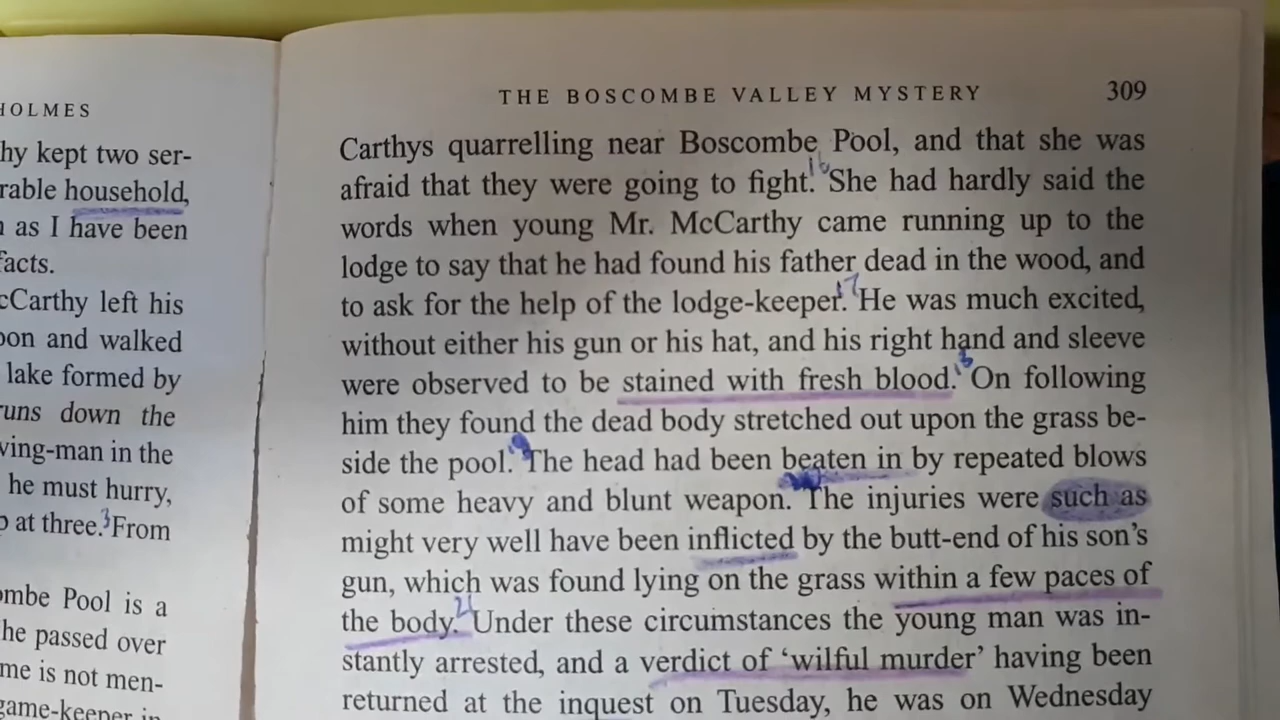 HOLMES
hy kept two ser-
rable household,
as I have been
facts.
cCarthy left his
oon and walked
lake formed by
runs down the
ving-man in the
he must hurry,
at three.3 From
ombe Pool is a
he passed over
me is not men-
game-keeper in
THE BOSCOMBE VALLEY MYSTERY 309
Carthys quarrelling near Boscombe Pool, and that she was
afraid that they were going to fight.16 She had hardly said the
words when young Mr. McCarthy came running up to the
lodge to say that he had found his father dead in the wood, and
to ask for the help of the lodge-keeper.17 He was much excited,
without either his gun or his hat, and his right hand and sleeve
were observed to be stained with fresh blood. On following
him they found the dead body stretched out upon the grass be-
side the pool. The head had been beaten in by repeated blows
of some heavy and blunt weapon. The injuries were such as
might very well have been inflicted by the butt-end of his son's
gun, which was found lying on the grass within a few paces of
the body.21 Under these circumstances the young man was in-
stantly arrested, and a verdict of ‘wilful murder’ having been
returned at the inquest on Tuesday, he was on Wednesday